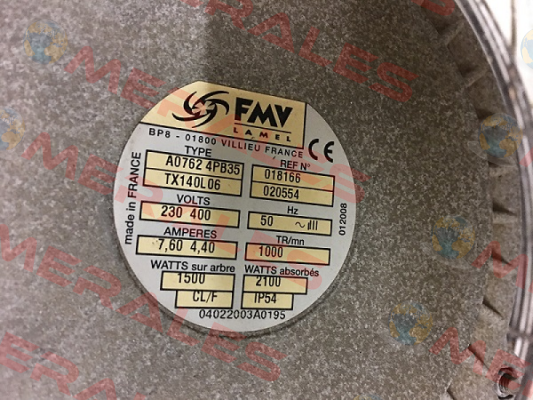 FMV
LAMEL
BP8 - 01800 VILLIEU FRANCE
CE
TYPE
REF N°
A0762 4PB35
018166
TX140L06
020554
VOLTS
Hz
230 400
50
AMPERES
TR/mn
7,60 4,40
1000
WATTS sur arbre
WATTS absorbés
1500
2100
CL/F
IP54
04022003A0195
made in FRANCE
012008
MERALES